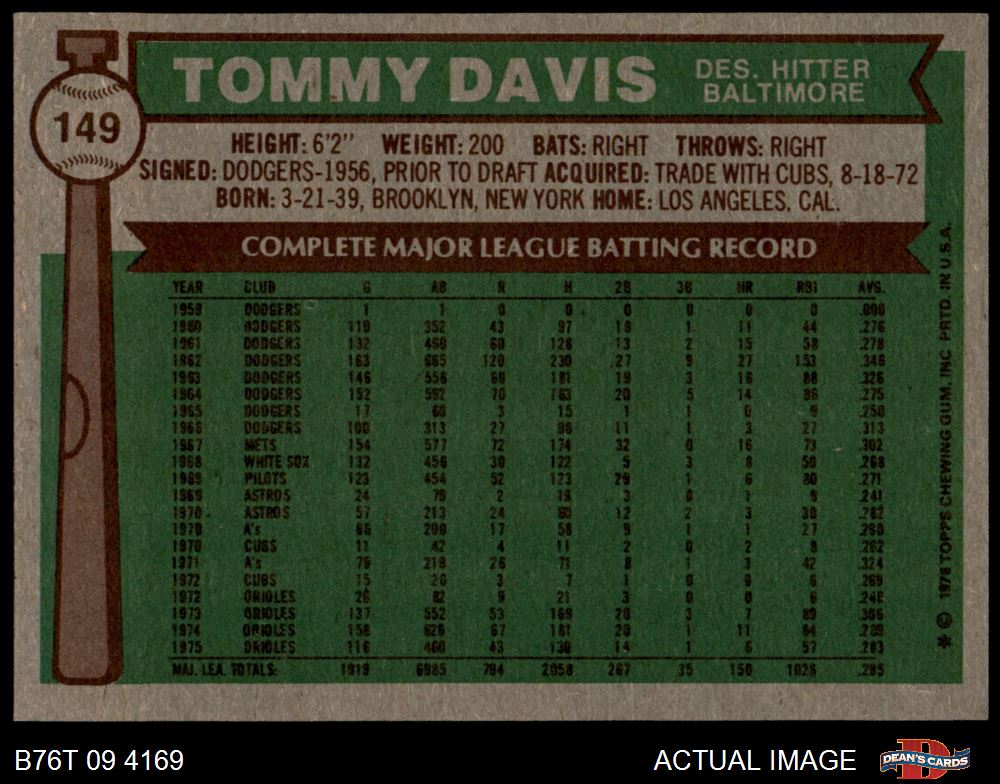 TOMMY DAVIS
DES. HITTER
BALTIMORE
149
HEIGHT: 6'2" WEIGHT: 200 BATS: RIGHT THROWS: RIGHT
SIGNED: DODGERS-1956, PRIOR TO DRAFT ACQUIRED: TRADE WITH CUBS, 8-18-72
BORN: 3-21-39, BROOKLYN, NEW YORK HOME: LOS ANGELES, CAL.
COMPLETE MAJOR LEAGUE BATTING RECORD
YEAR CLUB G AB R H 2B 3B HR RBI AVG.
1959 DODGERS 1 1 0 0 0 0 0 0 .000
1960 DODGERS 110 352 43 97 18 1 11 44 .276
1961 DODGERS 132 460 60 128 13 2 15 58 .278
1962 DODGERS 163 665 120 230 27 9 27 153 .346
1963 DODGERS 146 556 69 181 19 3 16 88 .326
1964 DODGERS 152 592 70 163 20 5 14 86 .275
1965 DODGERS 17 60 3 15 1 1 0 9 .250
1966 DODGERS 100 313 27 98 11 1 3 27 .313
1967 METS 154 577 72 174 32 0 16 73 .302
1968 WHITE SOX 132 456 30 122 5 3 8 50 .268
1969 PILOTS 123 454 52 123 29 1 6 80 .271
1969 ASTROS 24 79 2 19 3 0 1 9 .241
1970 ASTROS 57 213 24 60 12 2 3 30 .282
1970 A's 66 200 17 58 9 1 1 27 .290
1970 CUBS 11 42 4 11 2 0 2 8 .262
1971 A's 79 219 26 71 8 1 3 42 .324
1972 CUBS 15 26 3 7 1 0 0 6 .269
1972 ORIOLES 26 82 9 21 3 0 0 6
1973 ORIOLES 137 552 53 169 20 3 7 89 .306
1974 ORIOLES 158 626 67 181 20 1 11 84 .289
1975 ORIOLES 116 460 43 130 14 1 6 57 .283
MAJ. LEA. TOTALS: 1919 6985 794 2058 267 35 150 1026 .295
* © 1976 TOPPS CHEWING GUM, INC. PRTD. IN U.S.A.
B76T 09 4169
ACTUAL IMAGE
DEAN'S CARDS